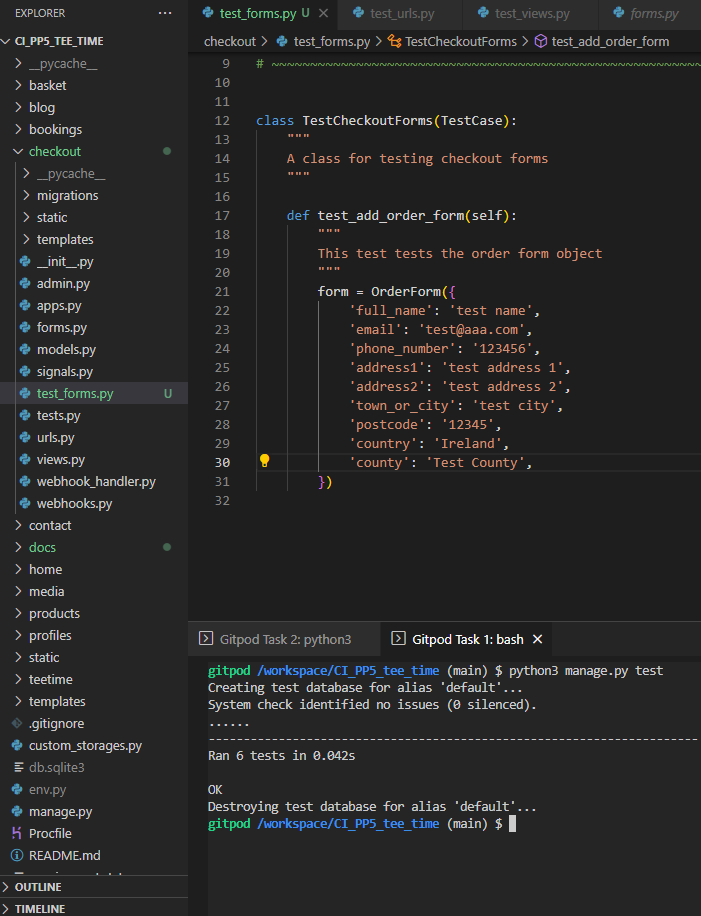 EXPLORER ...
CI_PP5_TEE_TIME
__pycache__
basket
blog
bookings
checkout
__pycache__
migrations
static
templates
__init__.py
admin.py
apps.py
forms.py
models.py
signals.py
test_forms.py U
tests.py
urls.py
views.py
webhook_handler.py
webhooks.py
contact
docs
home
media
products
profiles
static
teetime
templates
.gitignore
custom_storages.py
db.sqlite3
env.py
manage.py
Procfile
README.md
OUTLINE
TIMELINE
test_forms.py U test_urls.py test_views.py forms.py
checkout > test_forms.py > TestCheckoutForms > test_add_order_form
9 # ~~~~~~~~~~~~~~~~~~~~~~~~~~~~~~~~~~~~~~~~~~~~~~~~~~~~~~~~
10
11
12 class TestCheckoutForms(TestCase):
13 """
14 A class for testing checkout forms
15 """
16
17 def test_add_order_form(self):
18 """
19 This test tests the order form object
20 """
21 form = OrderForm({
22 'full_name': 'test name',
23 'email': 'test@aaa.com',
24 'phone_number': '123456',
25 'address1': 'test address 1',
26 'address2': 'test address 2',
27 'town_or_city': 'test city',
28 'postcode': '12345',
29 'country': 'Ireland',
30 'county': 'Test County',
31 })
32
Gitpod Task 2: python3 Gitpod Task 1: bash
gitpod /workspace/CI_PP5_tee_time (main) $ python3 manage.py test
Creating test database for alias 'default'...
System check identified no issues (0 silenced).
......
----------------------------------------------------------------------
Ran 6 tests in 0.042s
OK
Destroying test database for alias 'default'...
gitpod /workspace/CI_PP5_tee_time (main) $